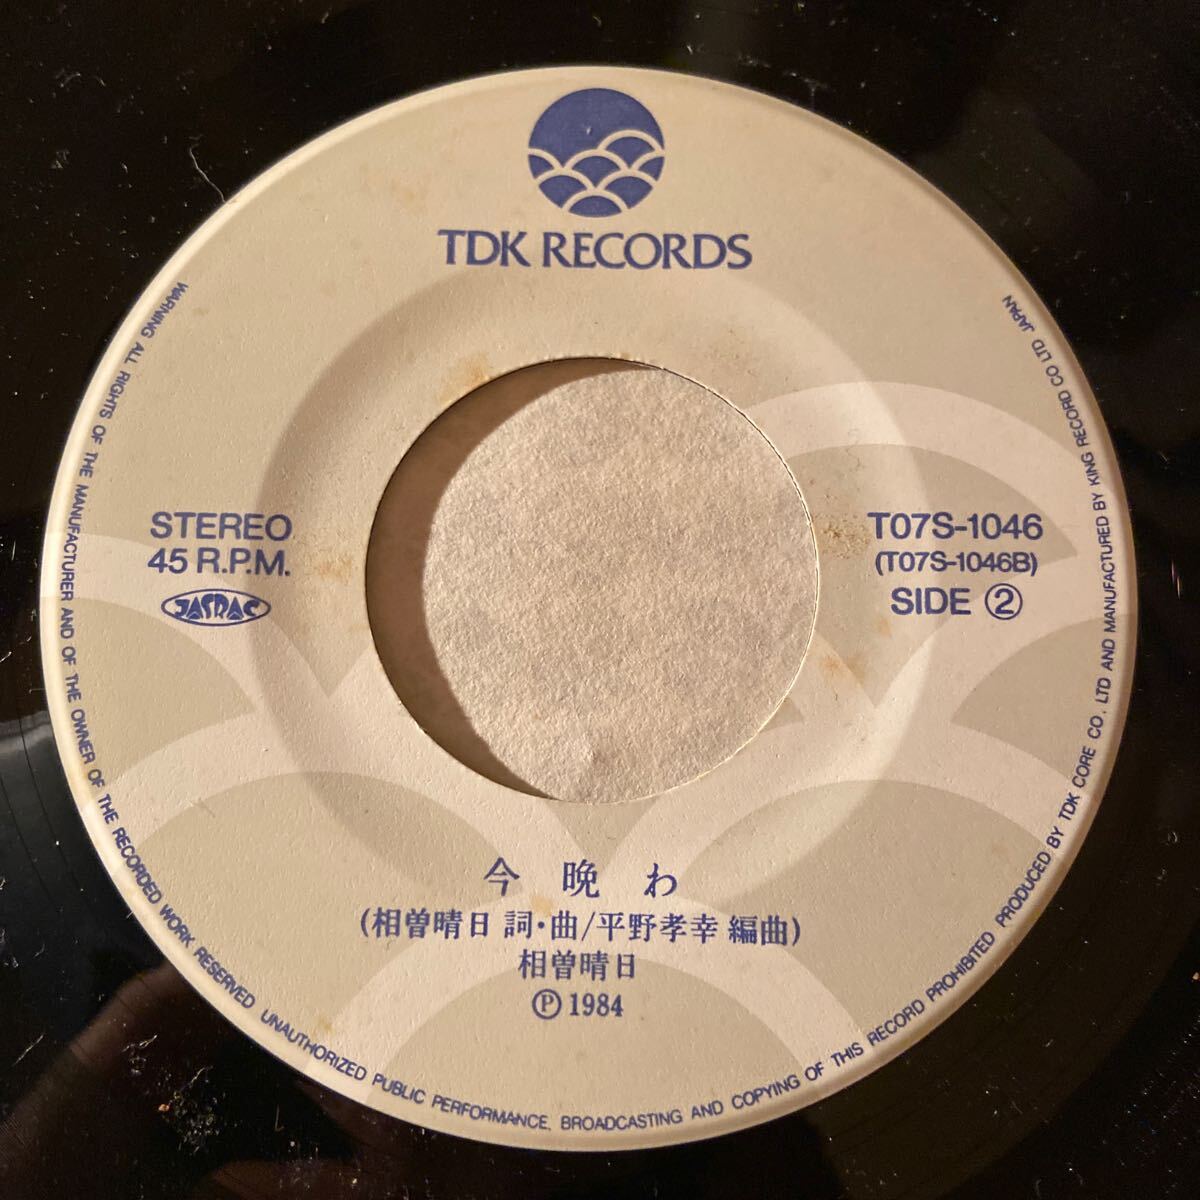 TDK RECORDS
STEREO
45 R.P.M.
JASRAC
T07S-1046
(T07S-1046B)
SIDE ②
今晩わ
(相曽晴日 詞・曲/平野孝幸 編曲)
相曽晴日
Ⓟ 1984
WARNING ALL RIGHTS OF THE MANUFACTURER AND OF THE OWNER OF THE RECORDED WORK RESERVED UNAUTHORIZED PUBLIC PERFORMANCE, BROADCASTING AND COPYING OF THIS RECORD PROHIBITED PRODUCED BY TDK CORE CO., LTD AND MANUFACTURED BY KING RECORD CO LTD JAPAN